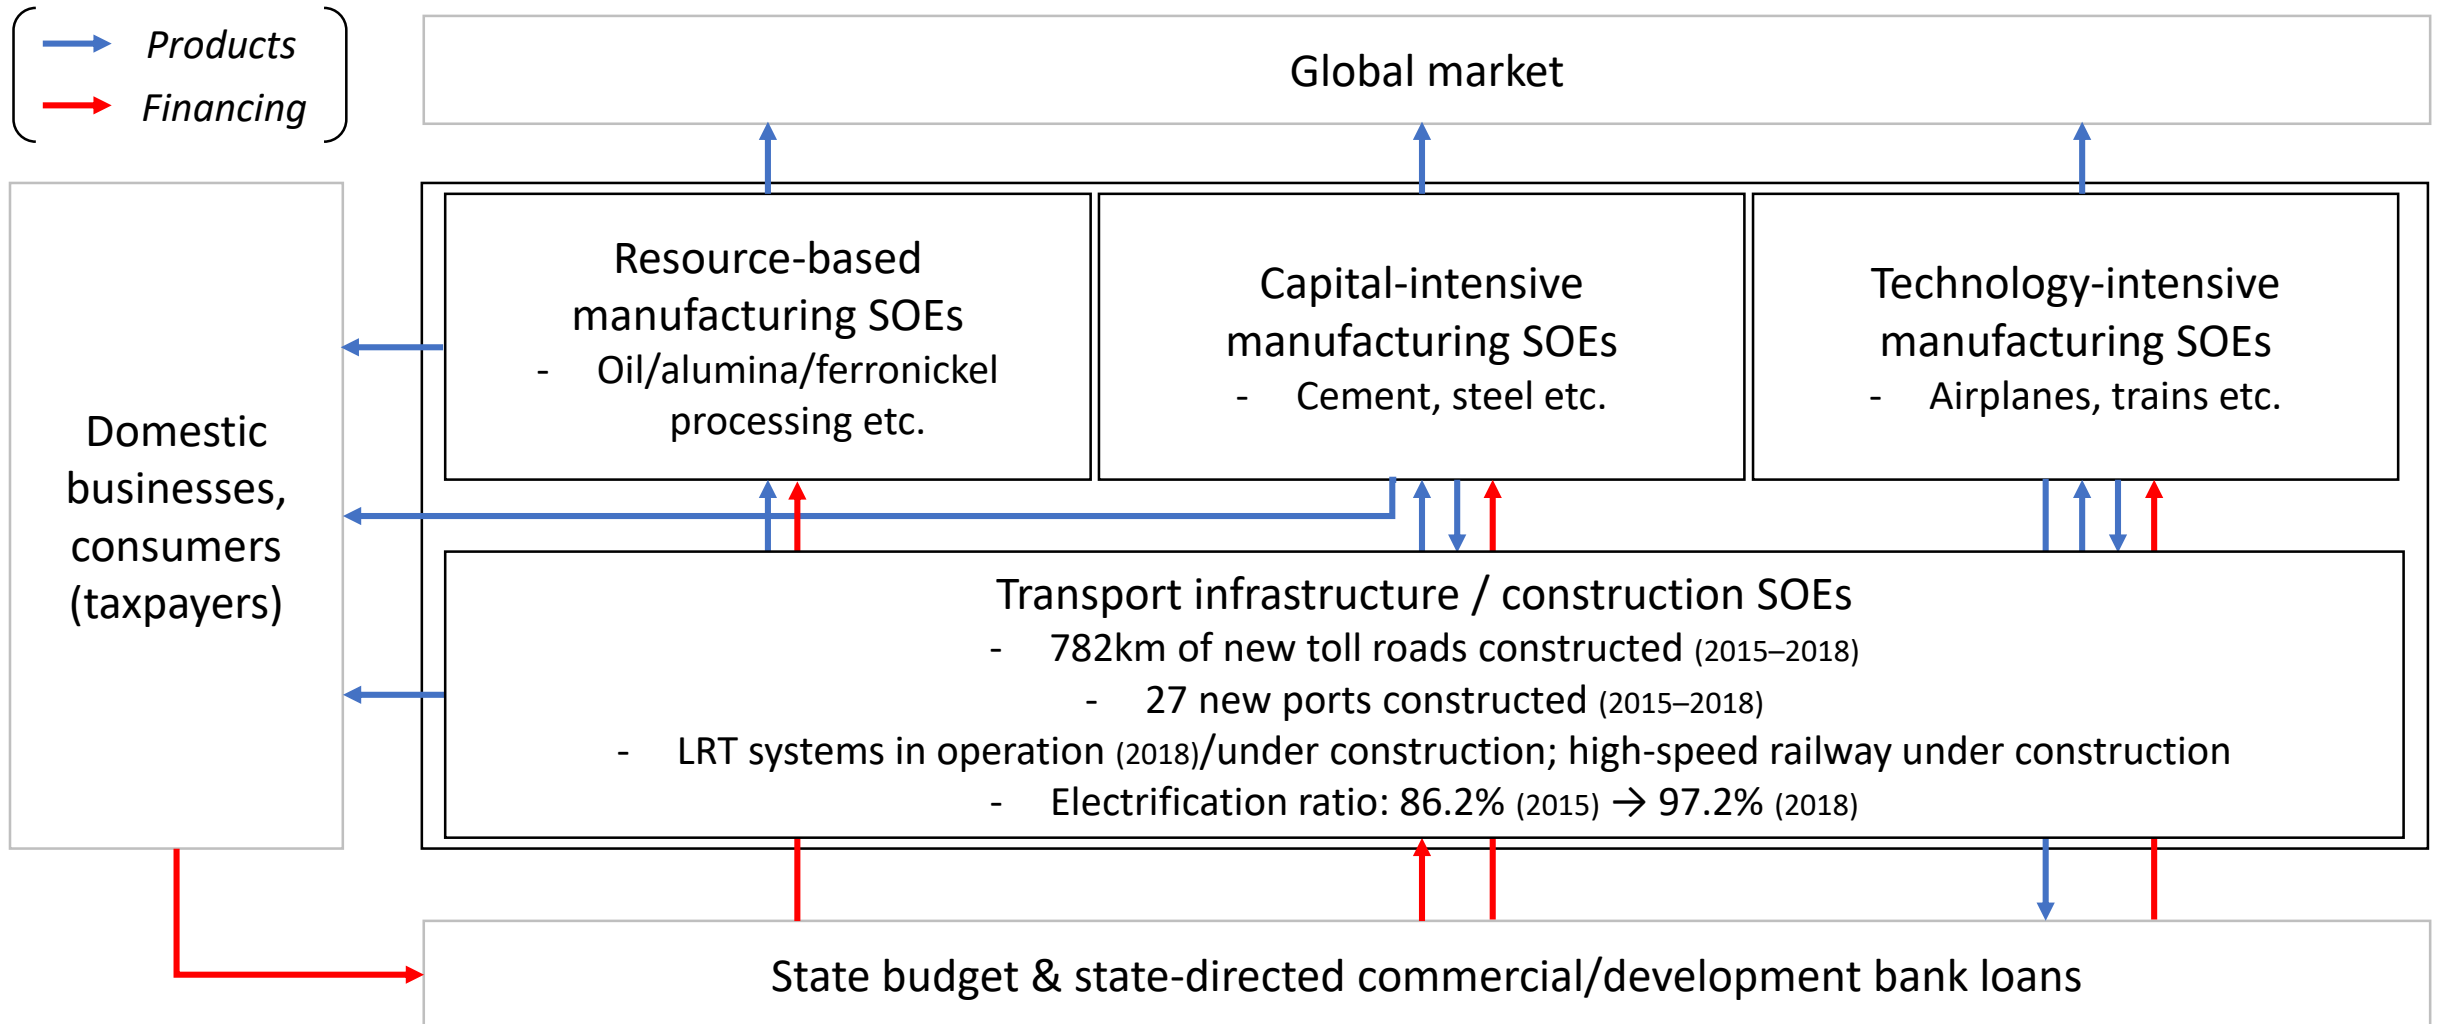 Products
Financing
Global market
Resource-based
manufacturing SOEs
- Oil/alumina/ferronickel
processing etc.
Capital-intensive
manufacturing SOEs
- Cement, steel etc.
Technology-intensive
manufacturing SOEs
- Airplanes, trains etc.
Domestic
businesses,
consumers
(taxpayers)
Transport infrastructure / construction SOEs
- 782km of new toll roads constructed (2015–2018)
- 27 new ports constructed (2015–2018)
- LRT systems in operation (2018)/under construction; high-speed railway under construction
- Electrification ratio: 86.2% (2015) → 97.2% (2018)
State budget & state-directed commercial/development bank loans